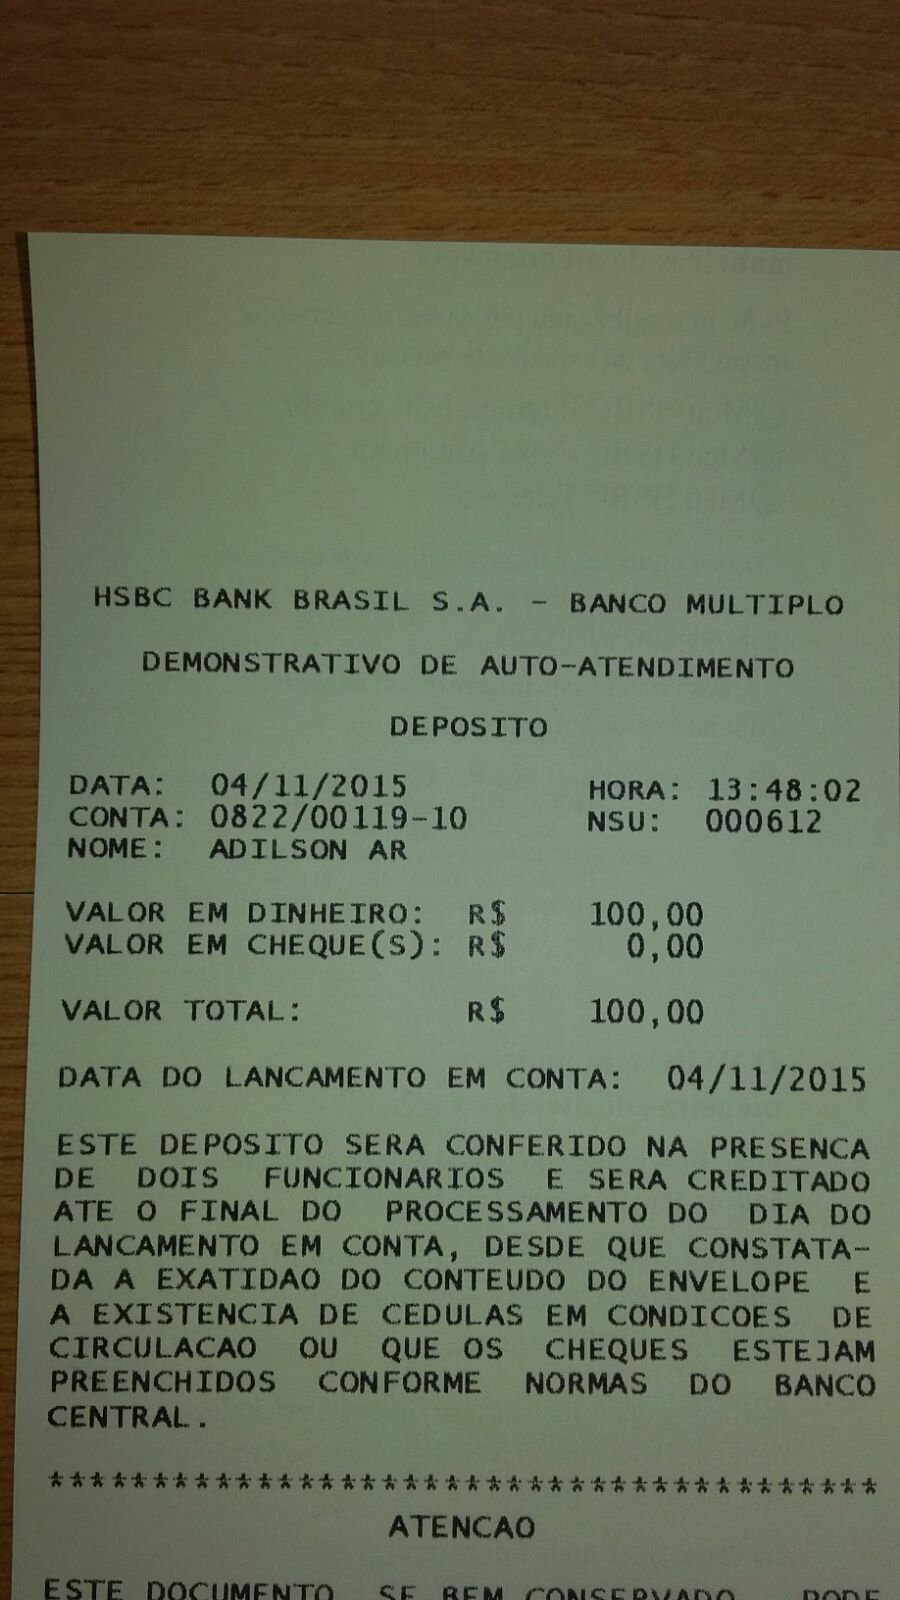 HSBC BANK BRASIL S.A. - BANCO MULTIPLO
DEMONSTRATIVO DE AUTO-ATENDIMENTO
DEPOSITO
DATA: 04/11/2015 HORA: 13:48:02
CONTA: 0822/00119-10 NSU: 000612
NOME: ADILSON AR
VALOR EM DINHEIRO: R$ 100,00
VALOR EM CHEQUE(S): R$ 0,00
VALOR TOTAL: R$ 100,00
DATA DO LANCAMENTO EM CONTA: 04/11/2015
ESTE DEPOSITO SERA CONFERIDO NA PRESENCA
DE DOIS FUNCIONARIOS E SERA CREDITADO
ATE O FINAL DO PROCESSAMENTO DO DIA DO
LANCAMENTO EM CONTA, DESDE QUE CONSTATA-
DA A EXATIDAO DO CONTEUDO DO ENVELOPE E
A EXISTENCIA DE CEDULAS EM CONDICOES DE
CIRCULACAO OU QUE OS CHEQUES ESTEJAM
PREENCHIDOS CONFORME NORMAS DO BANCO
CENTRAL.
****************************************
ATENCAO
ESTE DOCUMENTO, SE BEM CONSERVADO, PODE